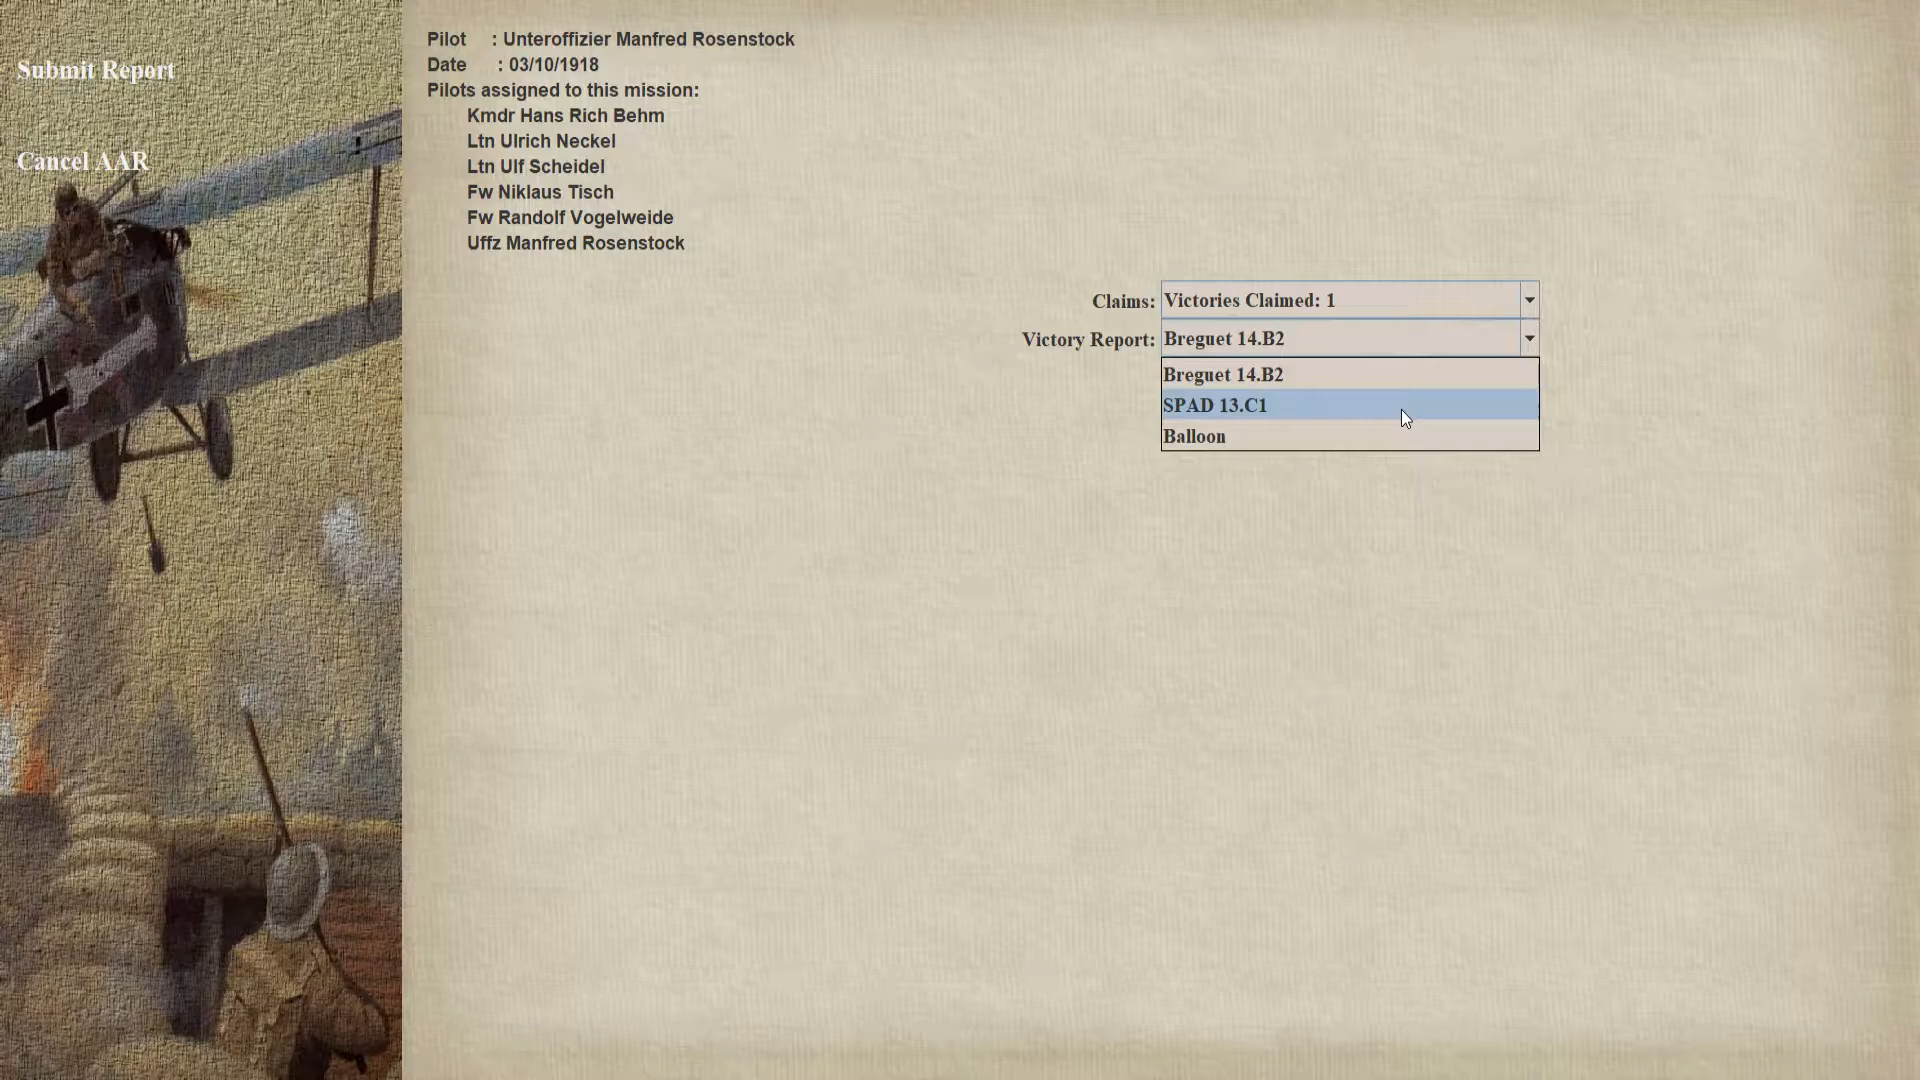 Submit Report
Cancel AAR
Pilot : Unteroffizier Manfred Rosenstock
Date : 03/10/1918
Pilots assigned to this mission:
Kmdr Hans Rich Behm
Ltn Ulrich Neckel
Ltn Ulf Scheidel
Fw Niklaus Tisch
Fw Randolf Vogelweide
Uffz Manfred Rosenstock
Claims: Victories Claimed: 1
Victory Report: Breguet 14.B2
Breguet 14.B2
SPAD 13.C1
Balloon